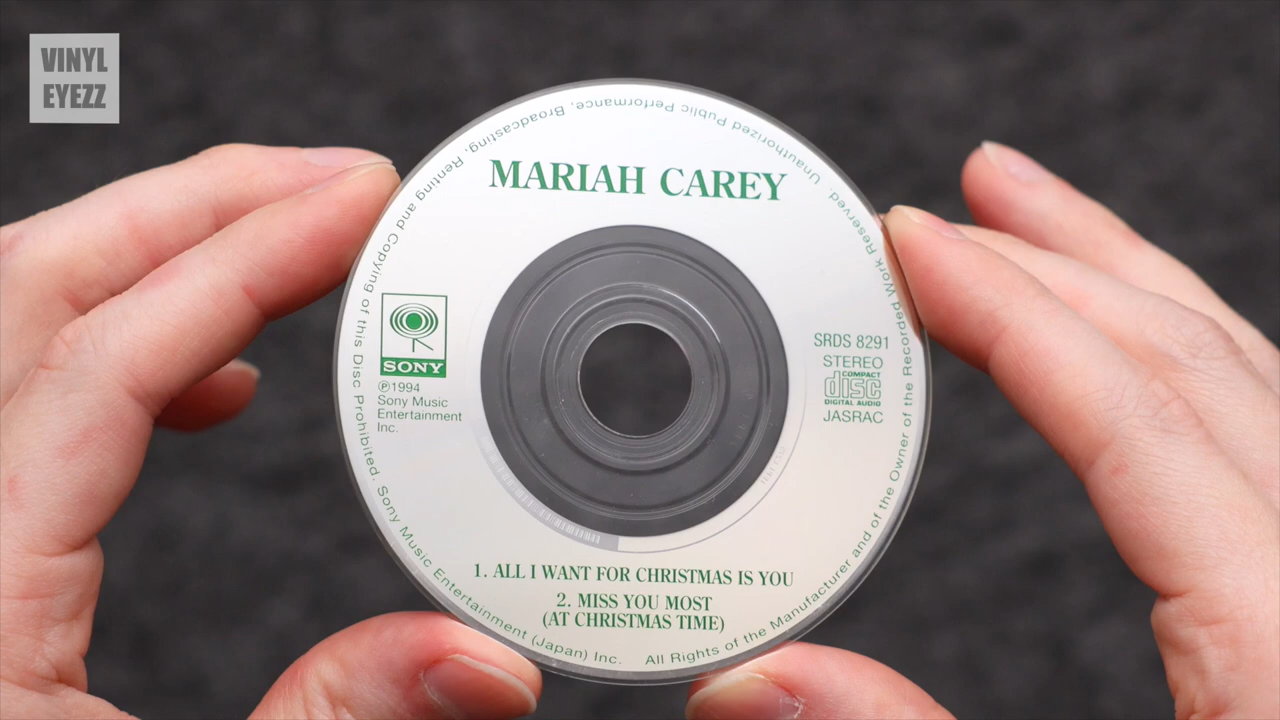 VINYL
EYEZZ
MARIAH CAREY
SONY
℗1994
Sony Music
Entertainment
Inc.
SRDS 8291
STEREO
COMPACT
disc
DIGITAL AUDIO
JASRAC
1. ALL I WANT FOR CHRISTMAS IS YOU
2. MISS YOU MOST
(AT CHRISTMAS TIME)
Sony Music Entertainment (Japan) Inc. All Rights of the Manufacturer and of the Owner of the Recorded Work Reserved. Unauthorized Public Performance, Broadcasting, Renting and Copying of this Disc Prohibited.